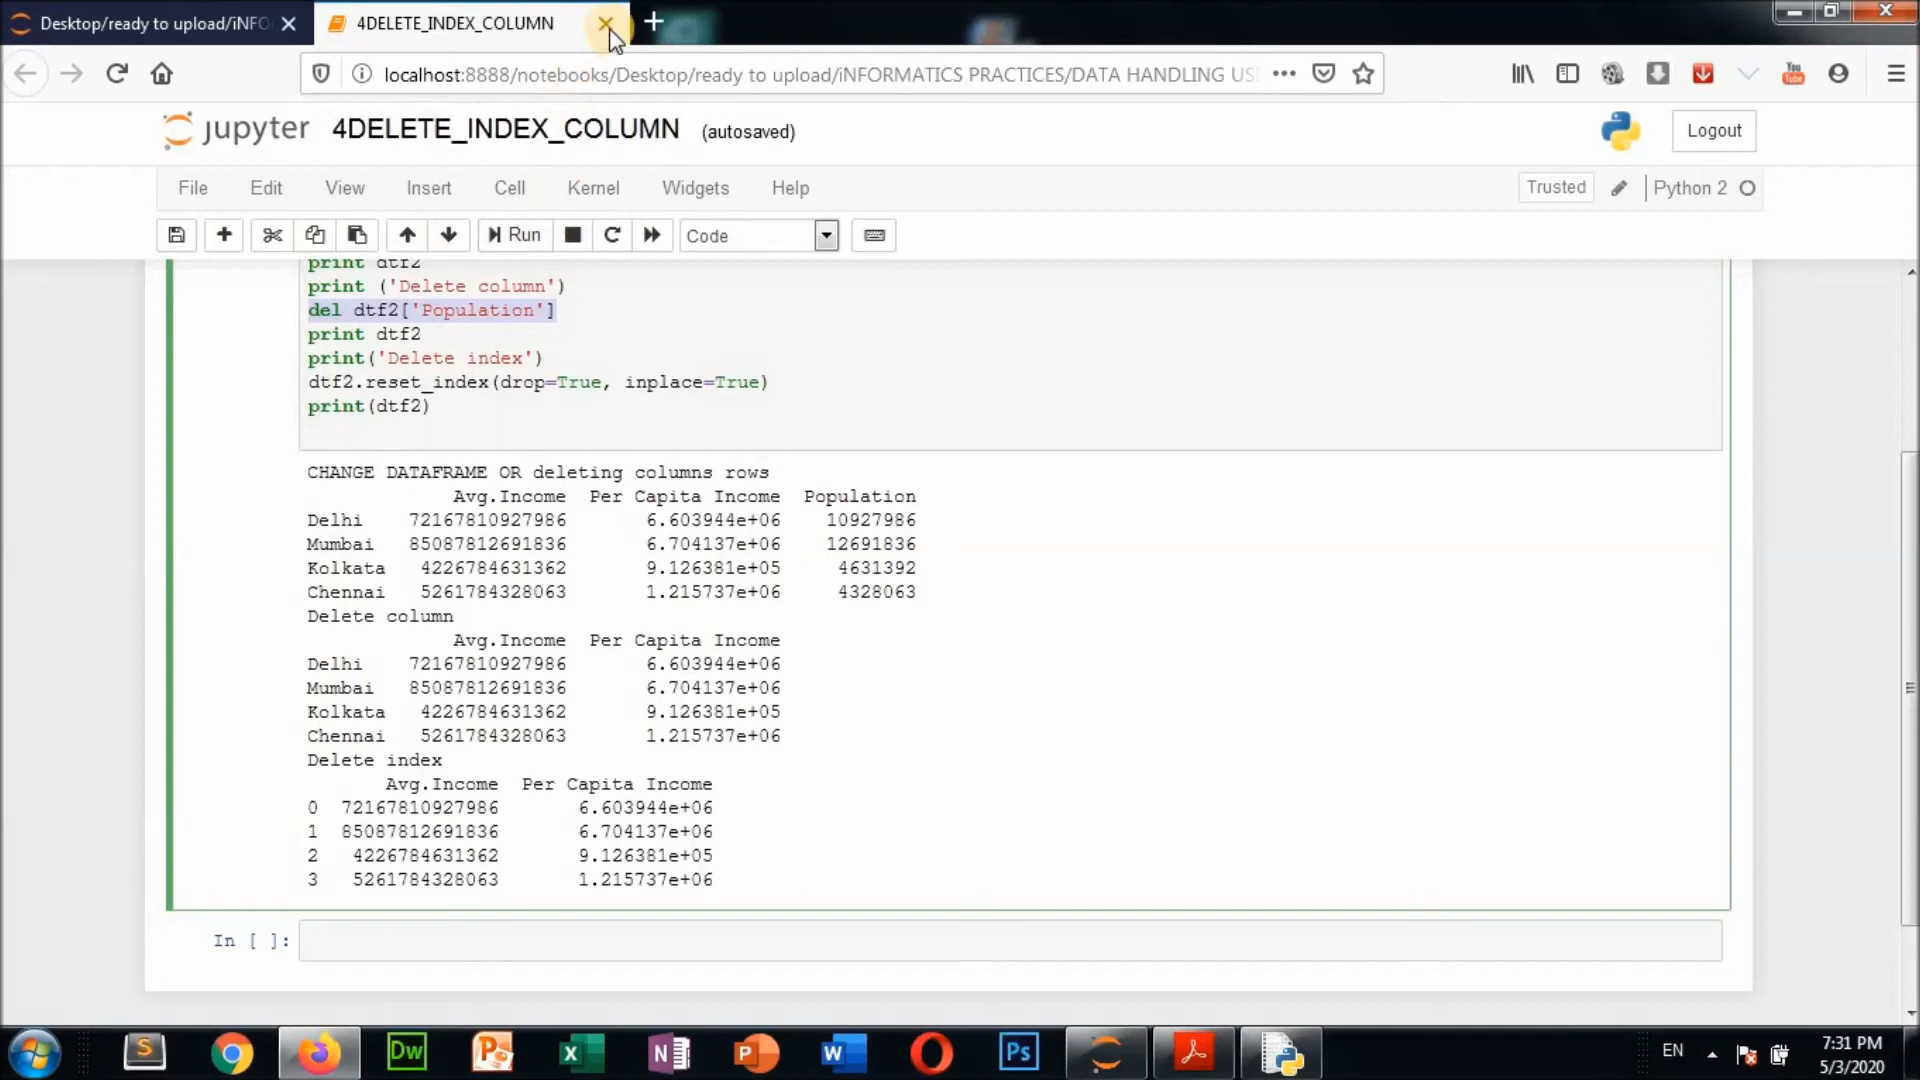 Desktop/ready to upload/iNFO
4DELETE_INDEX_COLUMN
localhost:8888/notebooks/Desktop/ready to upload/iNFORMATICS PRACTICES/DATA HANDLING US
jupyter 4DELETE_INDEX_COLUMN (autosaved)
Logout
File Edit View Insert Cell Kernel Widgets Help
Trusted Python 2
Run Code
print dtf2
print ('Delete column')
del dtf2['Population']
print dtf2
print('Delete index')
dtf2.reset_index(drop=True, inplace=True)
print(dtf2)
CHANGE DATAFRAME OR deleting columns rows
Avg.Income Per Capita Income Population
Delhi 72167810927986 6.603944e+06 10927986
Mumbai 85087812691836 6.704137e+06 12691836
Kolkata 4226784631362 9.126381e+05 4631392
Chennai 5261784328063 1.215737e+06 4328063
Delete column
Avg.Income Per Capita Income
Delhi 72167810927986 6.603944e+06
Mumbai 85087812691836 6.704137e+06
Kolkata 4226784631362 9.126381e+05
Chennai 5261784328063 1.215737e+06
Delete index
Avg.Income Per Capita Income
0 72167810927986 6.603944e+06
1 85087812691836 6.704137e+06
2 4226784631362 9.126381e+05
3 5261784328063 1.215737e+06
In [ ]:
EN
7:31 PM
5/3/2020